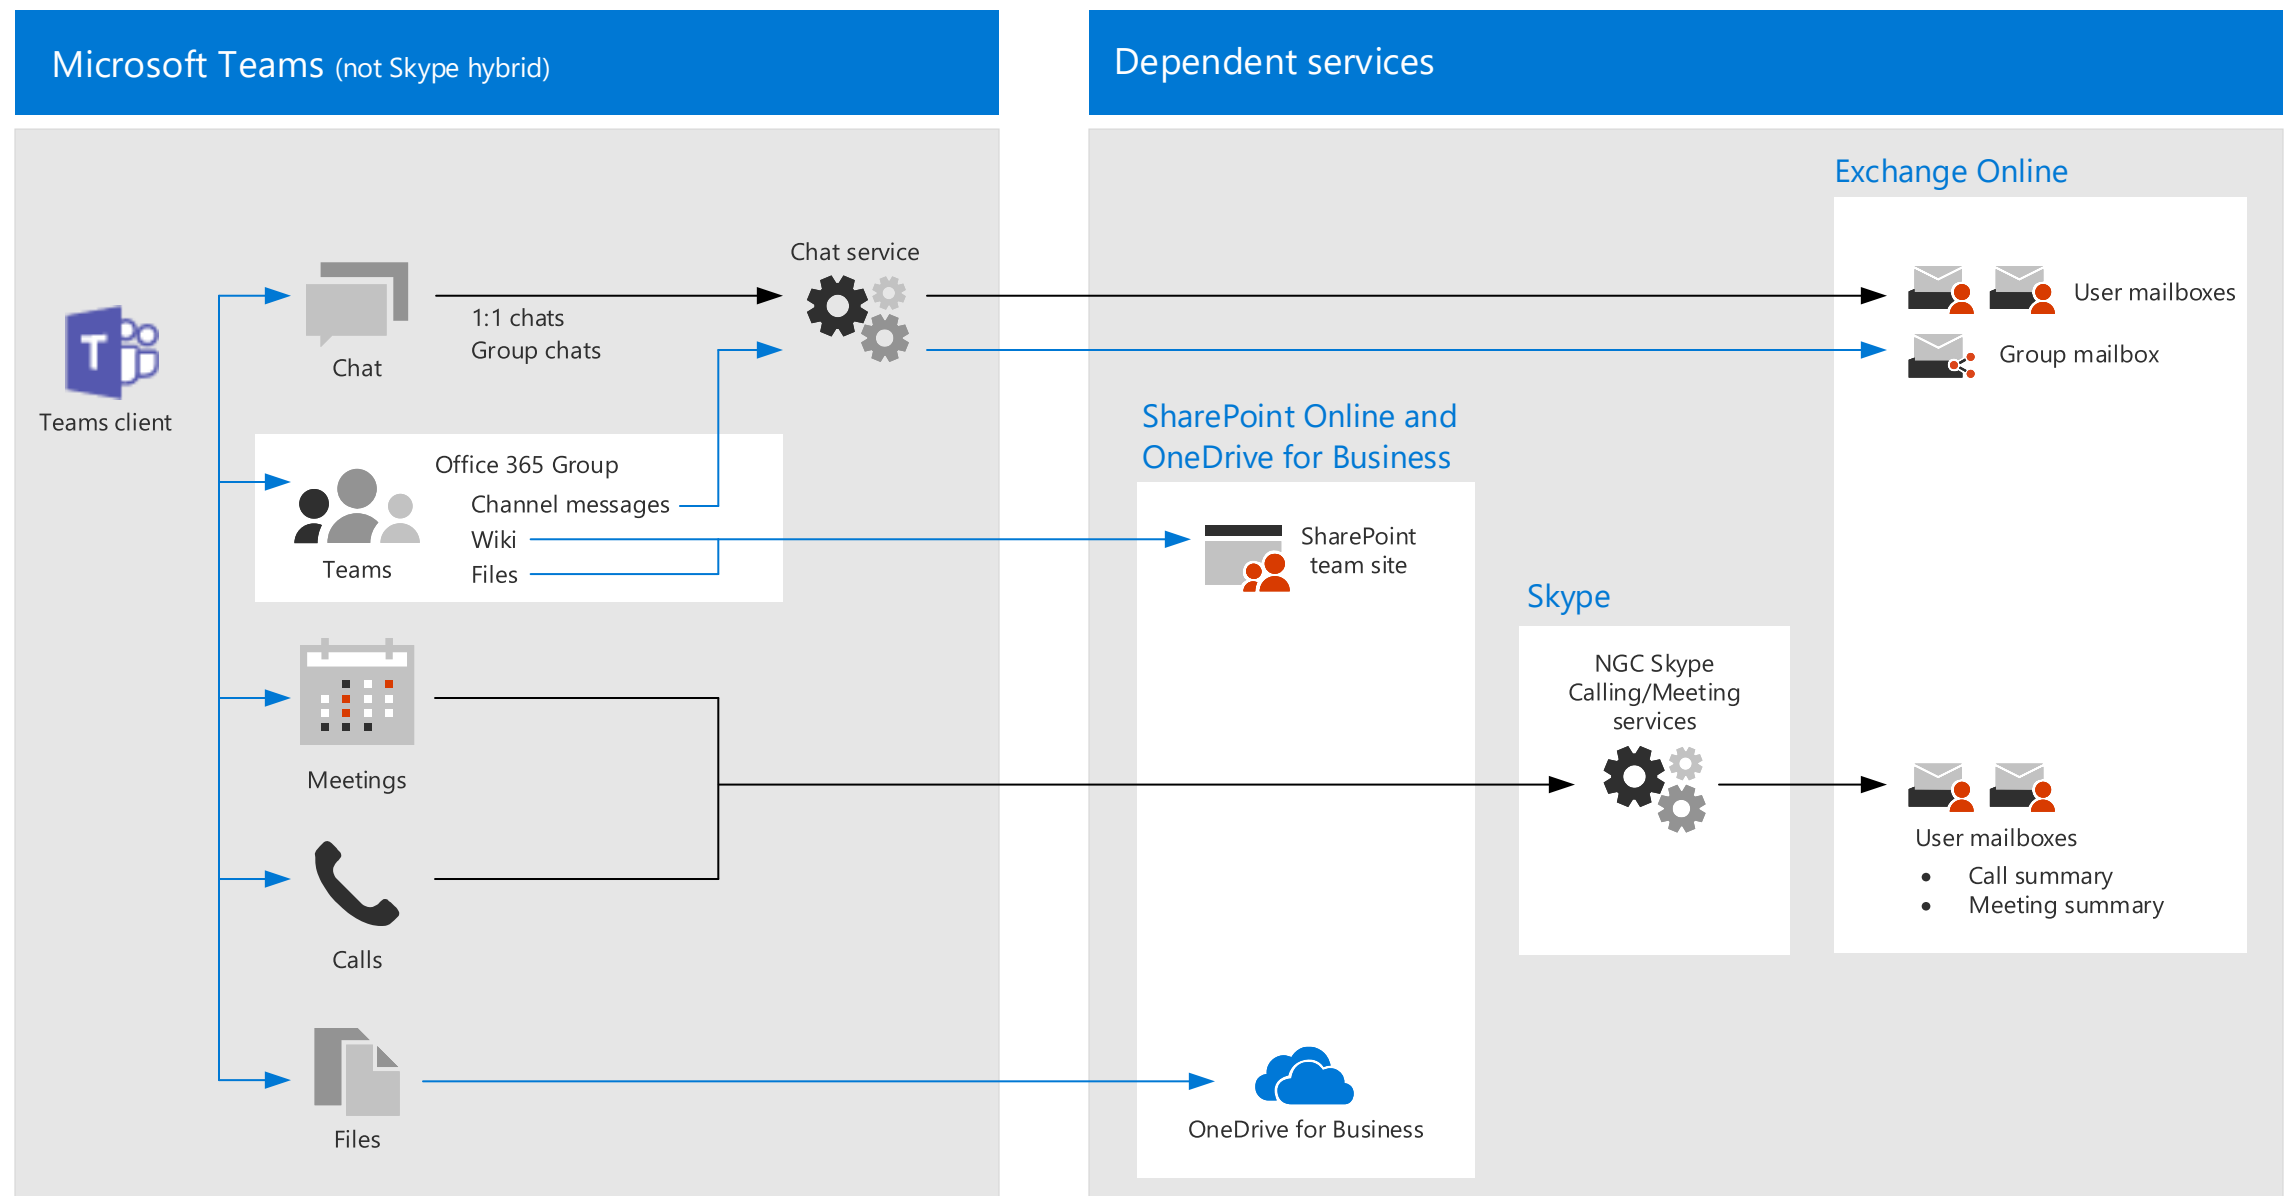 Microsoft Teams (not Skype hybrid)
Dependent services
Exchange Online
Chat service
User mailboxes
1:1 chats
Group chats
Group mailbox
Chat
T
Teams client
SharePoint Online and
OneDrive for Business
Office 365 Group
Channel messages
Wiki
Files
Teams
SharePoint
team site
Skype
NGC Skype
Calling/Meeting
services
Meetings
User mailboxes
• Call summary
• Meeting summary
Calls
OneDrive for Business
Files